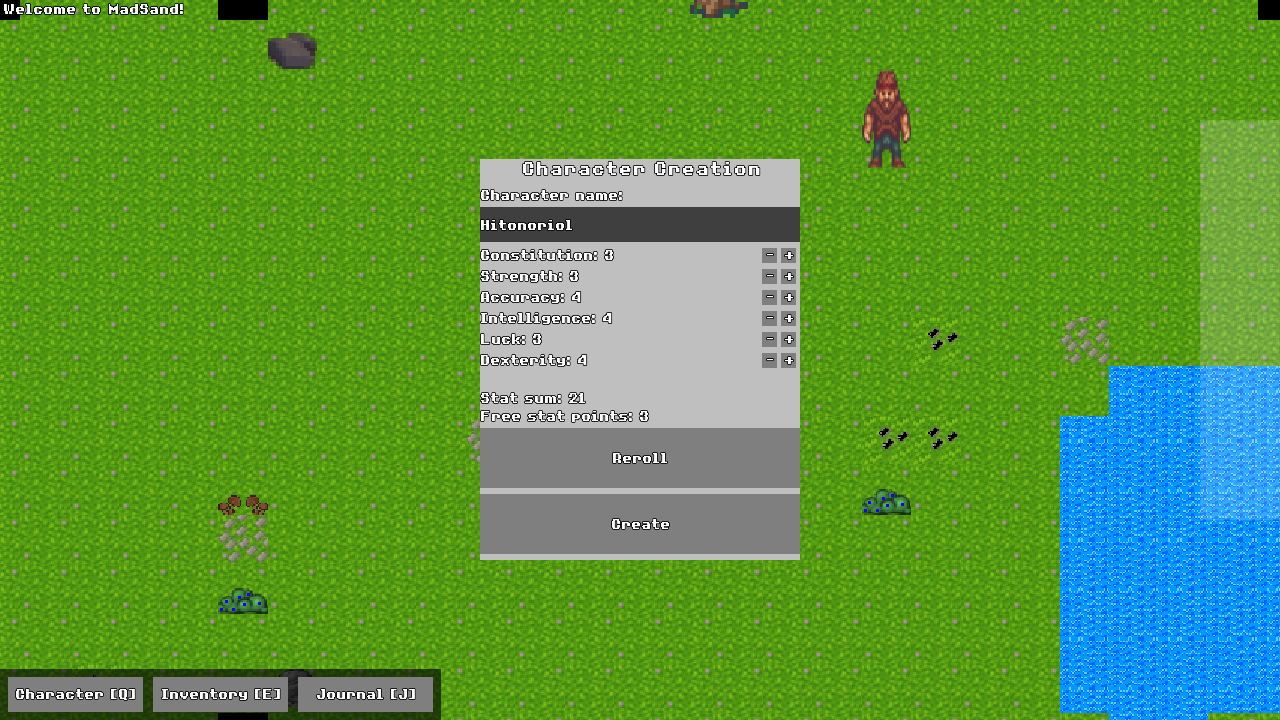 Welcome to MadSand!
Character Creation
Character name:
Hitonoriol
Constitution: 3 - +
Strength: 3 - +
Accuracy: 4 - +
Intelligence: 4 - +
Luck: 3 - +
Dexterity: 4 - +
Stat sum: 21
Free stat points: 3
Reroll
Create
Character [Q] Inventory [E] Journal [J]